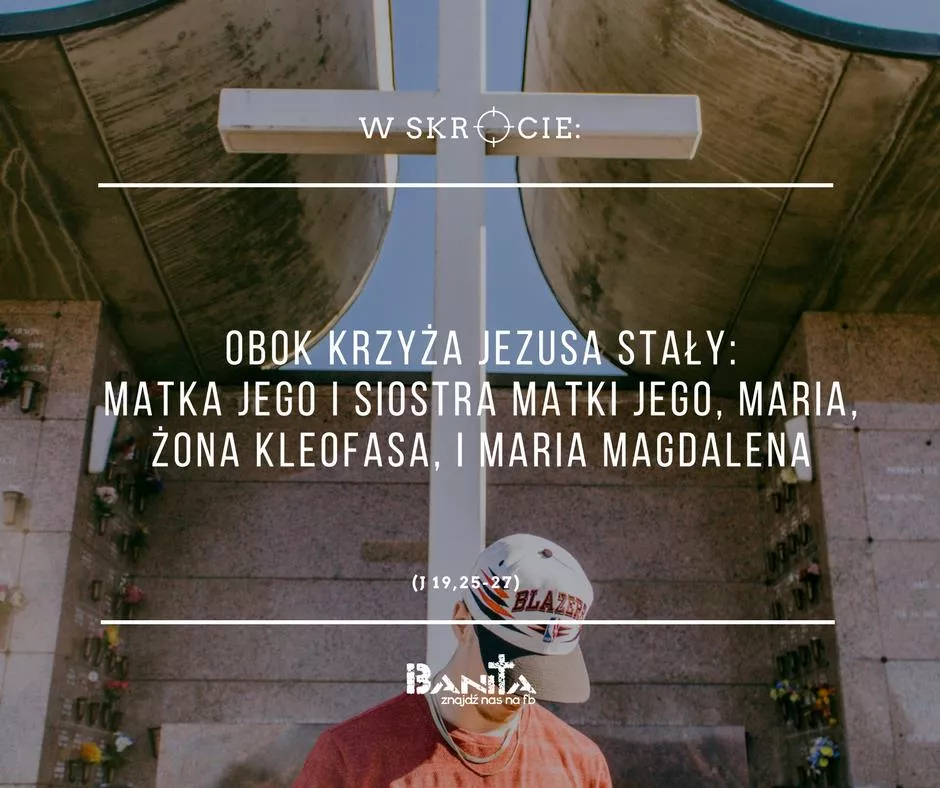 W SKRÓCIE:
OBOK KRZYŻA JEZUSA STAŁY:
MATKA JEGO I SIOSTRA MATKI JEGO, MARIA,
ŻONA KLEOFASA, I MARIA MAGDALENA
(J 19,25-27)
BLAZERS
BANITA
znajdź nas na fb